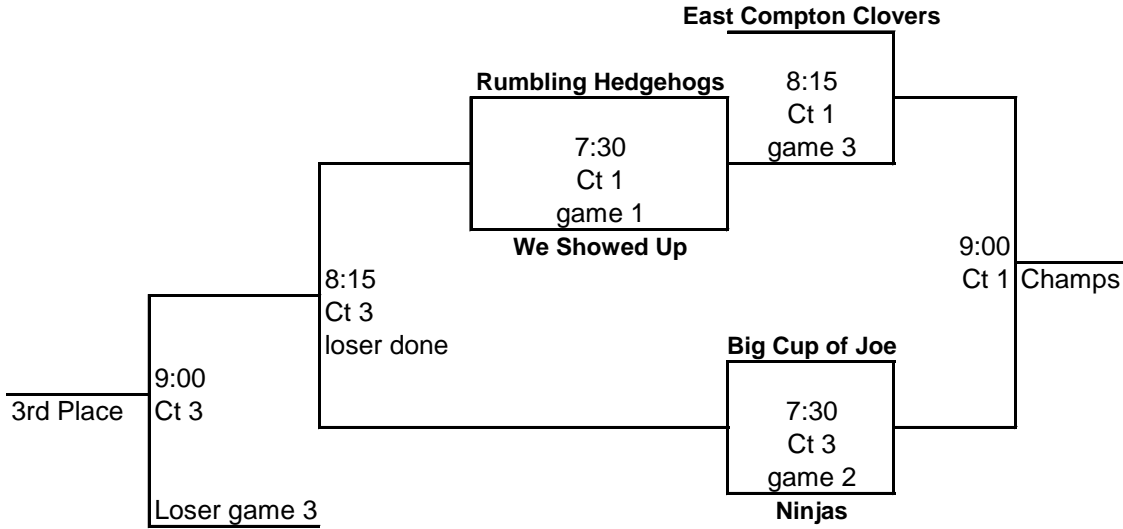 East Compton Clovers
Rumbling Hedgehogs
8:15
Ct 1
game 3
7:30
Ct 1
game 1
We Showed Up
9:00
Ct 1
Champs
8:15
Ct 3
loser done
Big Cup of Joe
9:00
Ct 3
3rd Place
7:30
Ct 3
game 2
Loser game 3
Ninjas